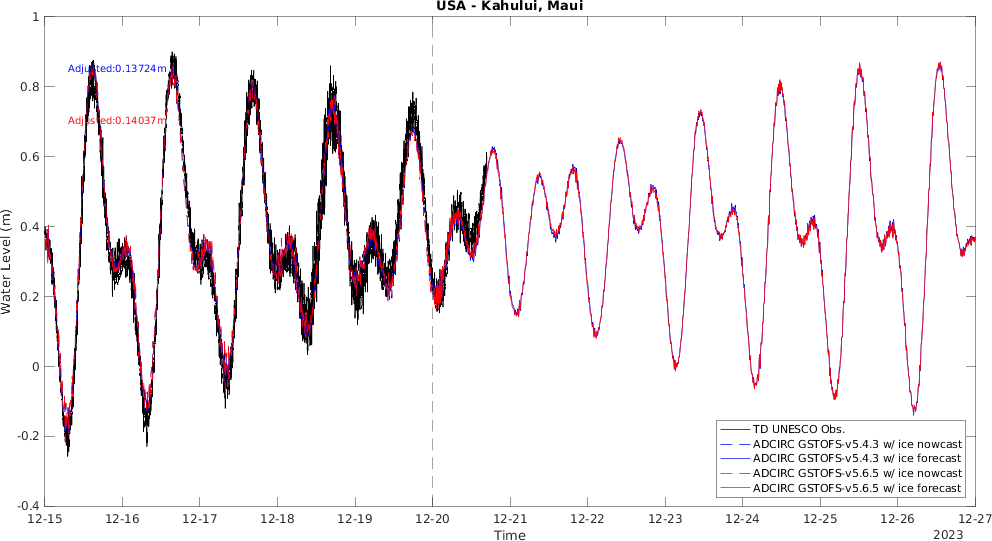 USA - Kahului, Maui
Water Level (m)
1
0.8
0.6
0.4
0.2
0
-0.2
-0.4
Adjusted:0.13724m
Adjusted:0.14037m
TD UNESCO Obs.
ADCIRC GSTOFS-v5.4.3 w/ ice nowcast
ADCIRC GSTOFS-v5.4.3 w/ ice forecast
ADCIRC GSTOFS-v5.6.5 w/ ice nowcast
ADCIRC GSTOFS-v5.6.5 w/ ice forecast
12-15 12-16 12-17 12-18 12-19 12-20 12-21 12-22 12-23 12-24 12-25 12-26 12-27
Time
2023